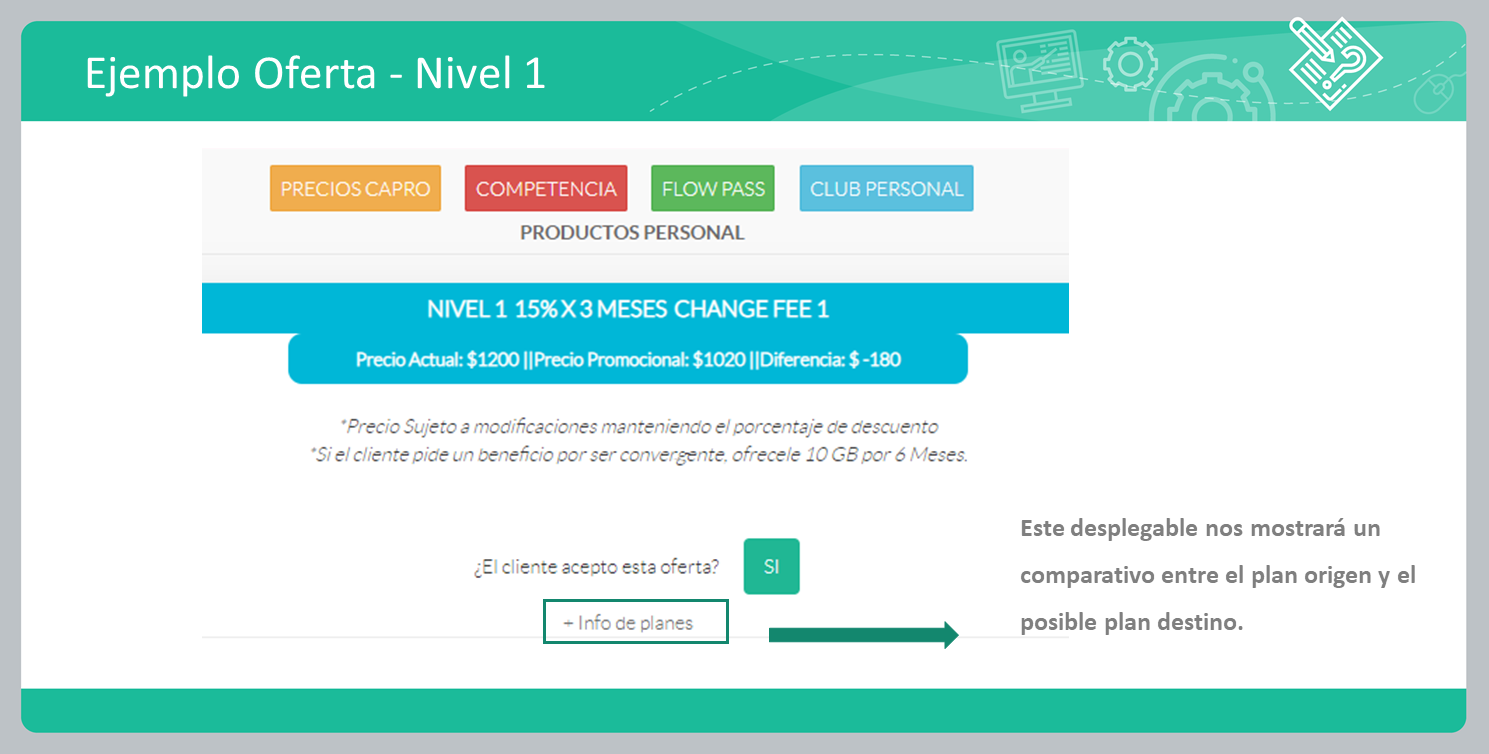 Ejemplo Oferta - Nivel 1
PRECIOS CAPRO
COMPETENCIA
FLOW PASS
CLUB PERSONAL
PRODUCTOS PERSONAL
NIVEL 1 15% X 3 MESES CHANGE FEE 1
Precio Actual: $1200 ||Precio Promocional: $1020 ||Diferencia: $ -180
*Precio Sujeto a modificaciones manteniendo el porcentaje de descuento
*Si el cliente pide un beneficio por ser convergente, ofrecele 10 GB por 6 Meses.
¿El cliente acepto esta oferta?
SI
+ Info de planes
Este desplegable nos mostrará un
comparativo entre el plan origen y el
posible plan destino.